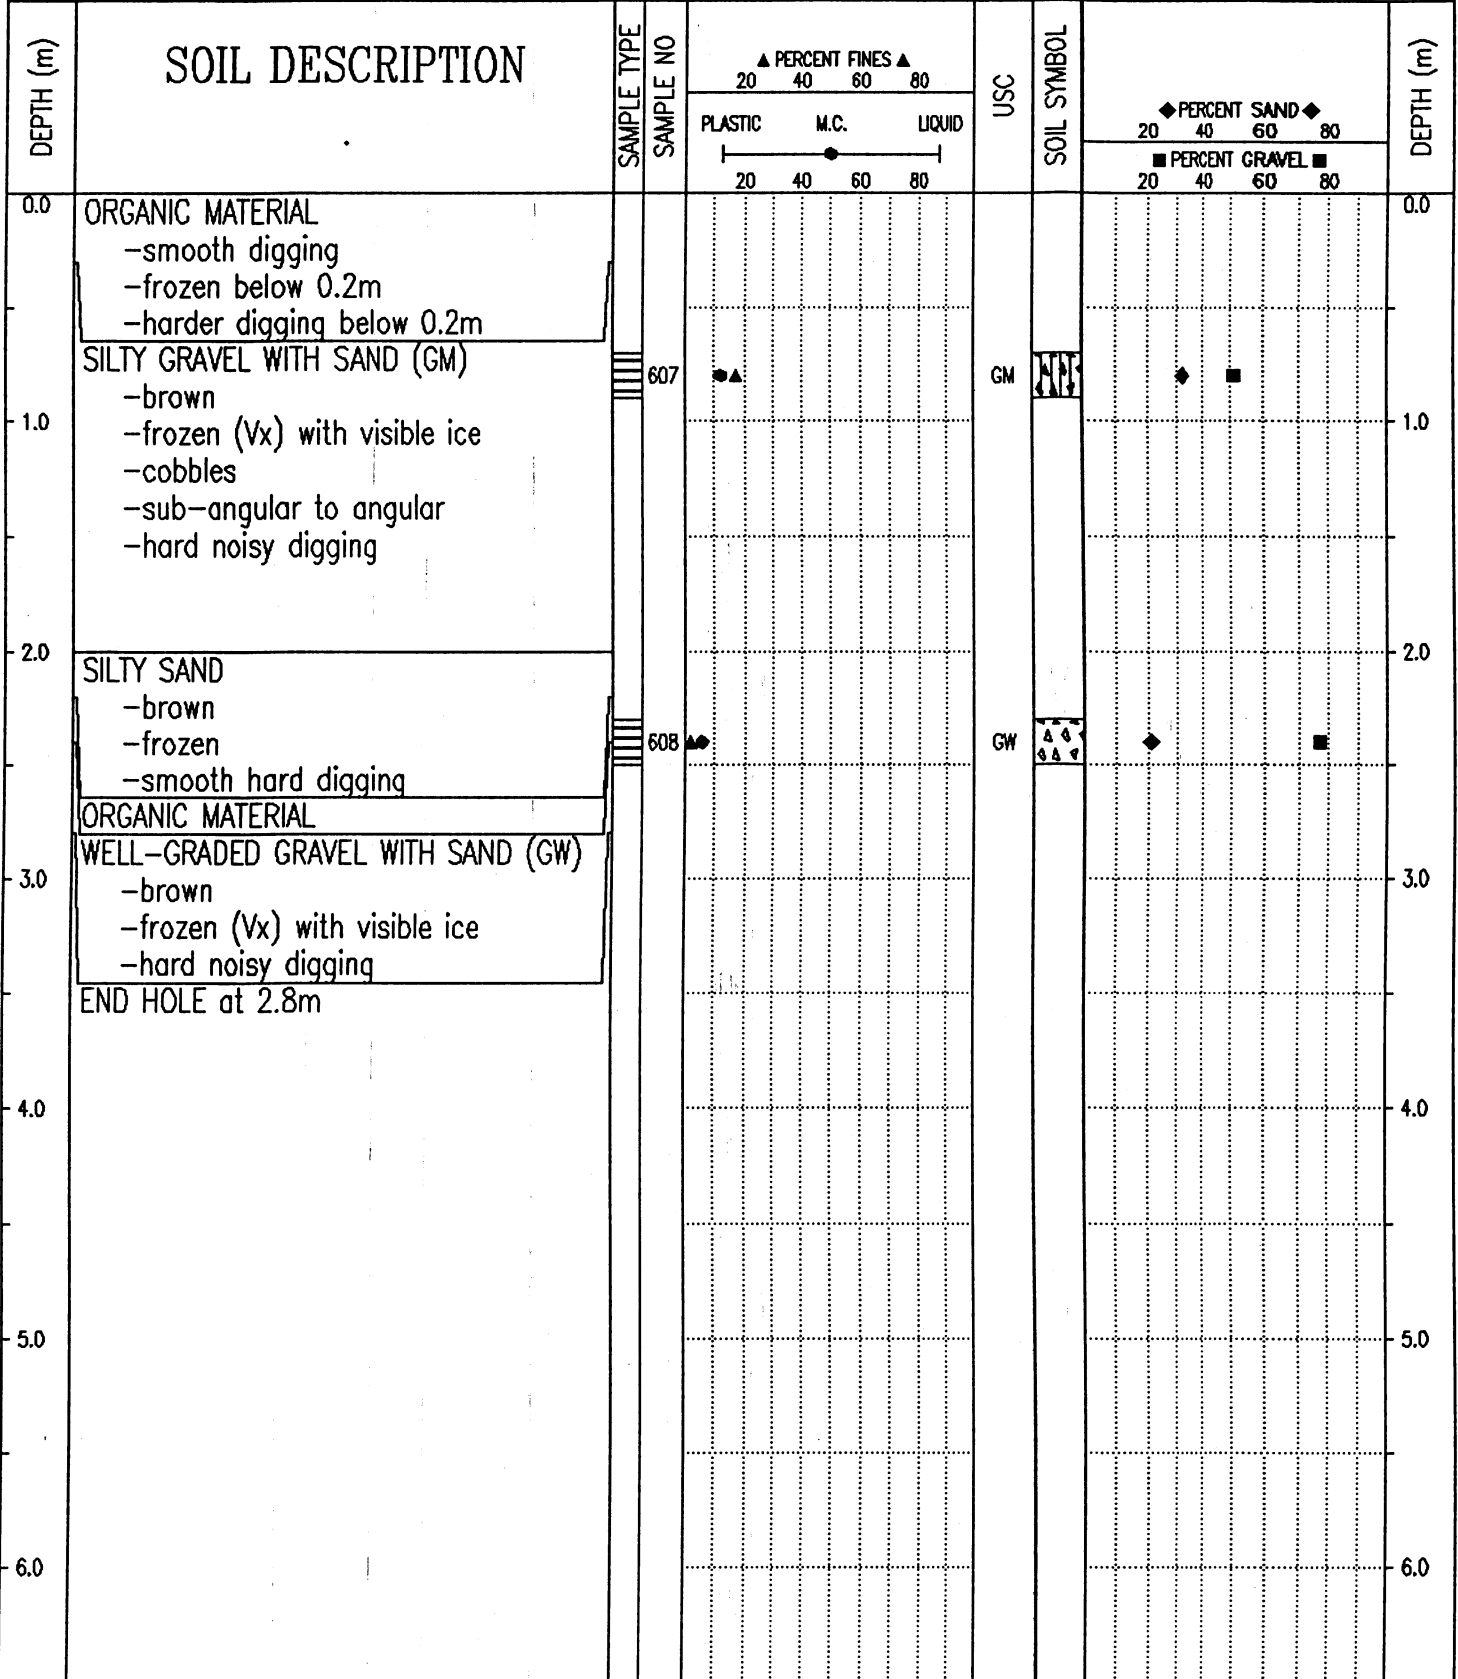 DEPTH (m)
SOIL DESCRIPTION
SAMPLE TYPE
SAMPLE NO
▲ PERCENT FINES ▲
20 40 60 80
PLASTIC M.C. LIQUID
20 40 60 80
USC
SOIL SYMBOL
◆PERCENT SAND◆
20 40 60 80
■ PERCENT GRAVEL ■
20 40 60 80
DEPTH (m)
0.0 ORGANIC MATERIAL 0.0
-smooth digging
-frozen below 0.2m
-harder digging below 0.2m
SILTY GRAVEL WITH SAND (GM)
607 GM
-brown
1.0 1.0
-frozen (Vx) with visible ice
-cobbles
-sub-angular to angular
-hard noisy digging
2.0 2.0
SILTY SAND
-brown
-frozen 608 GW
-smooth hard digging
ORGANIC MATERIAL
WELL-GRADED GRAVEL WITH SAND (GW)
3.0 3.0
-brown
-frozen (Vx) with visible ice
-hard noisy digging
END HOLE at 2.8m
4.0 4.0
5.0 5.0
6.0 6.0